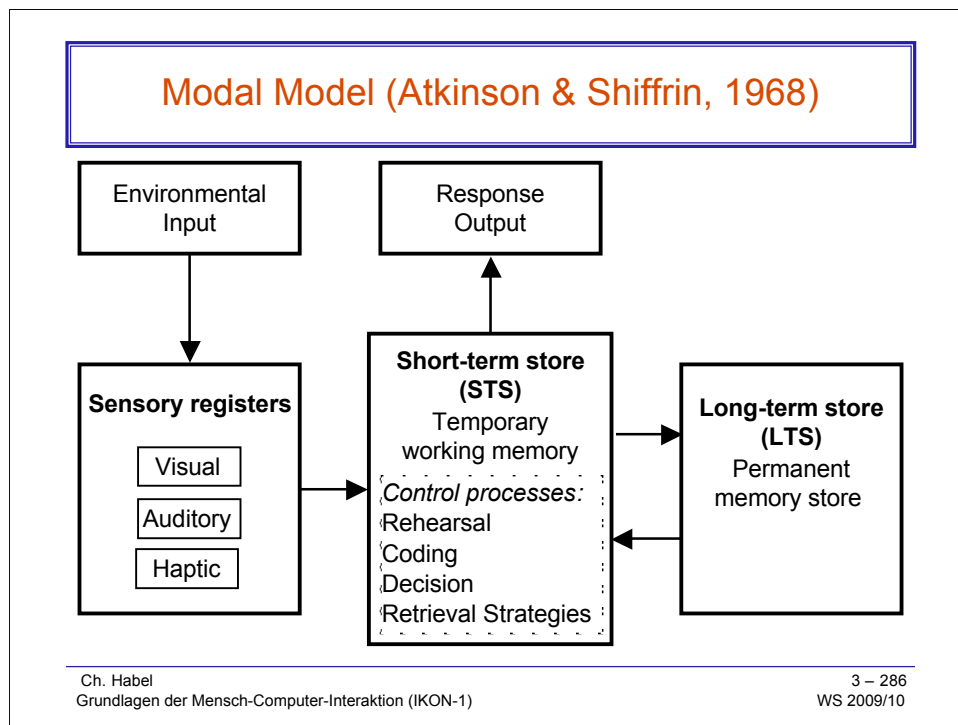 Modal Model (Atkinson & Shiffrin, 1968)
Environmental
Input
Response
Output
Sensory registers
Visual
Auditory
Haptic
Short-term store
(STS)
Temporary
working memory
Control processes:
Rehearsal
Coding
Decision
Retrieval Strategies
Long-term store
(LTS)
Permanent
memory store
Ch. Habel
Grundlagen der Mensch-Computer-Interaktion (IKON-1)
3 – 286
WS 2009/10